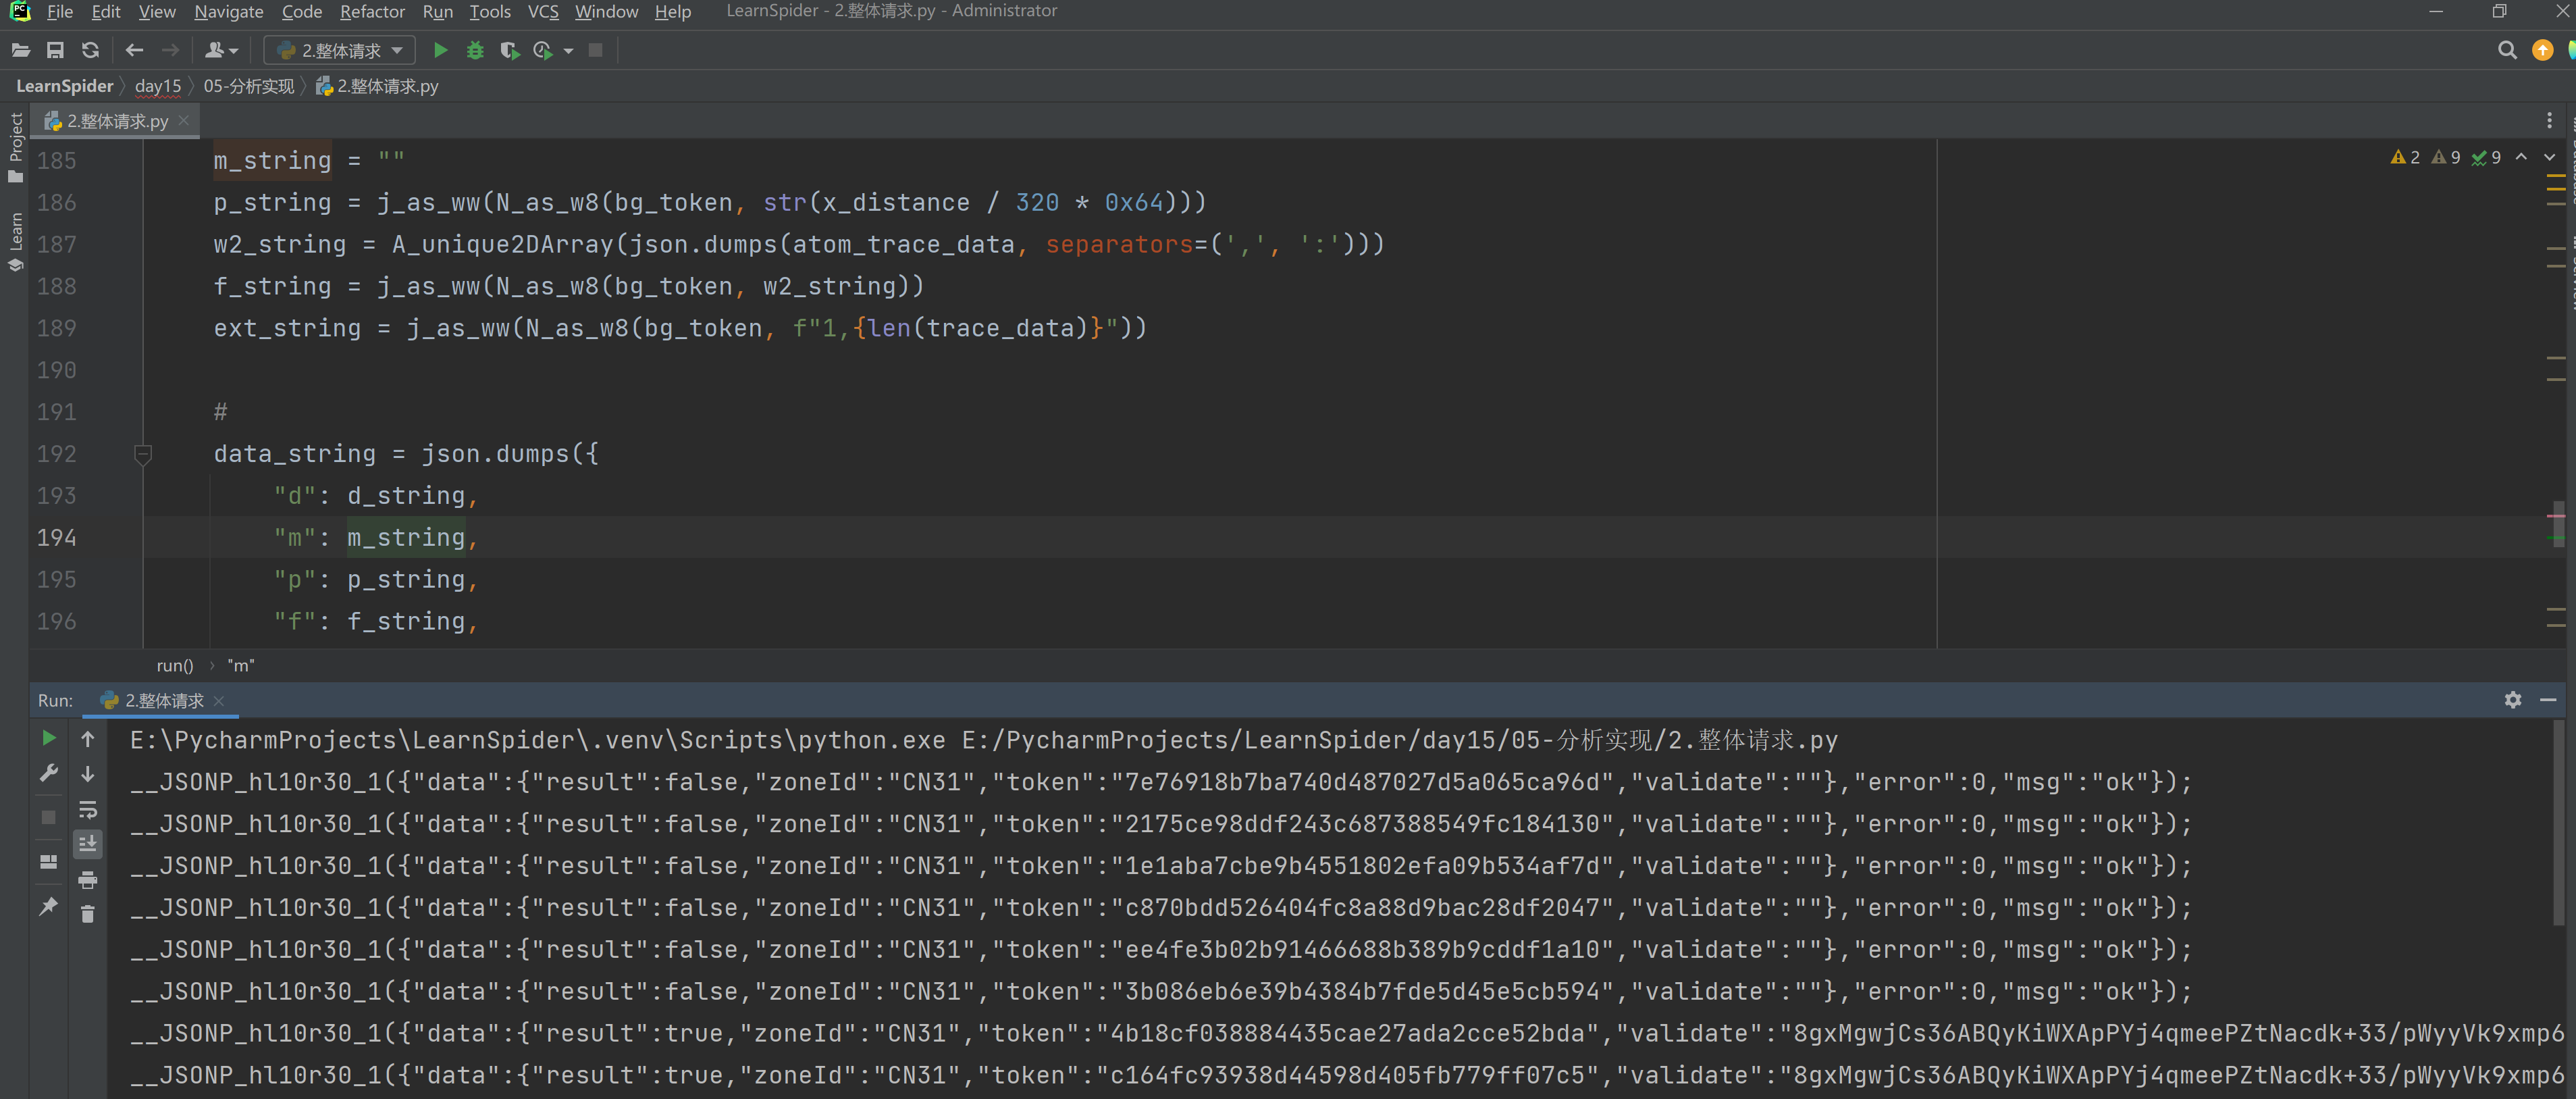 File Edit View Navigate Code Refactor Run Tools VCS Window Help LearnSpider - 2.整体请求.py - Administrator
2.整体请求
LearnSpider day15 05-分析实现 2.整体请求.py
Project
Learn
2.整体请求.py
2 9 9
185 m_string = ""
186 p_string = j_as_ww(N_as_w8(bg_token, str(x_distance / 320 * 0x64)))
187 w2_string = A_unique2DArray(json.dumps(atom_trace_data, separators=(',', ':')))
188 f_string = j_as_ww(N_as_w8(bg_token, w2_string))
189 ext_string = j_as_ww(N_as_w8(bg_token, f"1,{len(trace_data)}"))
190
191 #
192 data_string = json.dumps({
193 "d": d_string,
194 "m": m_string,
195 "p": p_string,
196 "f": f_string,
run() › "m"
Run: 2.整体请求
E:\PycharmProjects\LearnSpider\.venv\Scripts\python.exe E:/PycharmProjects/LearnSpider/day15/05-分析实现/2.整体请求.py
__JSONP_hl10r30_1({"data":{"result":false,"zoneId":"CN31","token":"7e76918b7ba740d487027d5a065ca96d","validate":""},"error":0,"msg":"ok"});
__JSONP_hl10r30_1({"data":{"result":false,"zoneId":"CN31","token":"2175ce98ddf243c687388549fc184130","validate":""},"error":0,"msg":"ok"});
__JSONP_hl10r30_1({"data":{"result":false,"zoneId":"CN31","token":"1e1aba7cbe9b4551802efa09b534af7d","validate":""},"error":0,"msg":"ok"});
__JSONP_hl10r30_1({"data":{"result":false,"zoneId":"CN31","token":"c870bdd526404fc8a88d9bac28df2047","validate":""},"error":0,"msg":"ok"});
__JSONP_hl10r30_1({"data":{"result":false,"zoneId":"CN31","token":"ee4fe3b02b91466688b389b9cddf1a10","validate":""},"error":0,"msg":"ok"});
__JSONP_hl10r30_1({"data":{"result":false,"zoneId":"CN31","token":"3b086eb6e39b4384b7fde5d45e5cb594","validate":""},"error":0,"msg":"ok"});
__JSONP_hl10r30_1({"data":{"result":true,"zoneId":"CN31","token":"4b18cf038884435cae27ada2cce52bda","validate":"8gxMgwjCs36ABQyKiWXApPYj4qmeePZtNacdk+33/pWyyVk9xmp6
__JSONP_hl10r30_1({"data":{"result":true,"zoneId":"CN31","token":"c164fc93938d44598d405fb779ff07c5","validate":"8gxMgwjCs36ABQyKiWXApPYj4qmeePZtNacdk+33/pWyyVk9xmp6